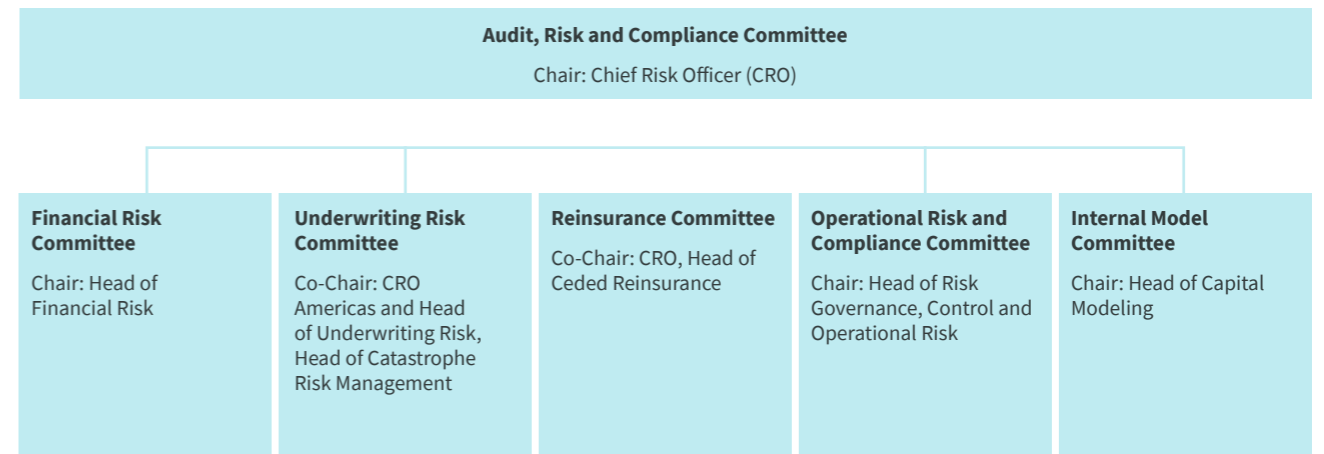 Audit, Risk and Compliance Committee
Chair: Chief Risk Officer (CRO)
Financial Risk
Committee
Chair: Head of
Financial Risk
Underwriting Risk
Committee
Co-Chair: CRO
Americas and Head
of Underwriting Risk,
Head of Catastrophe
Risk Management
Reinsurance Committee
Co-Chair: CRO, Head of
Ceded Reinsurance
Operational Risk and
Compliance Committee
Chair: Head of Risk
Governance, Control and
Operational Risk
Internal Model
Committee
Chair: Head of Capital
Modeling